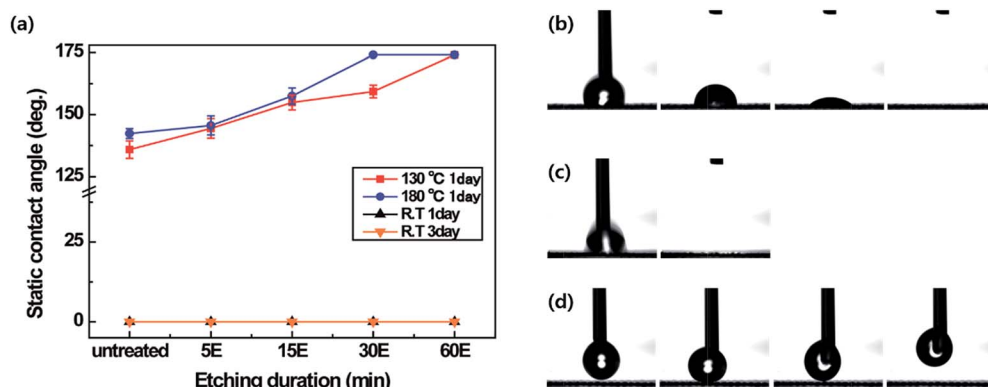 (a)
Static contact angle (deg.)
175
150
125
25
0
130 °C 1day
180 °C 1day
R.T 1day
R.T 3day
untreated 5E 15E 30E 60E
Etching duration (min)
(b)
(c)
(d)